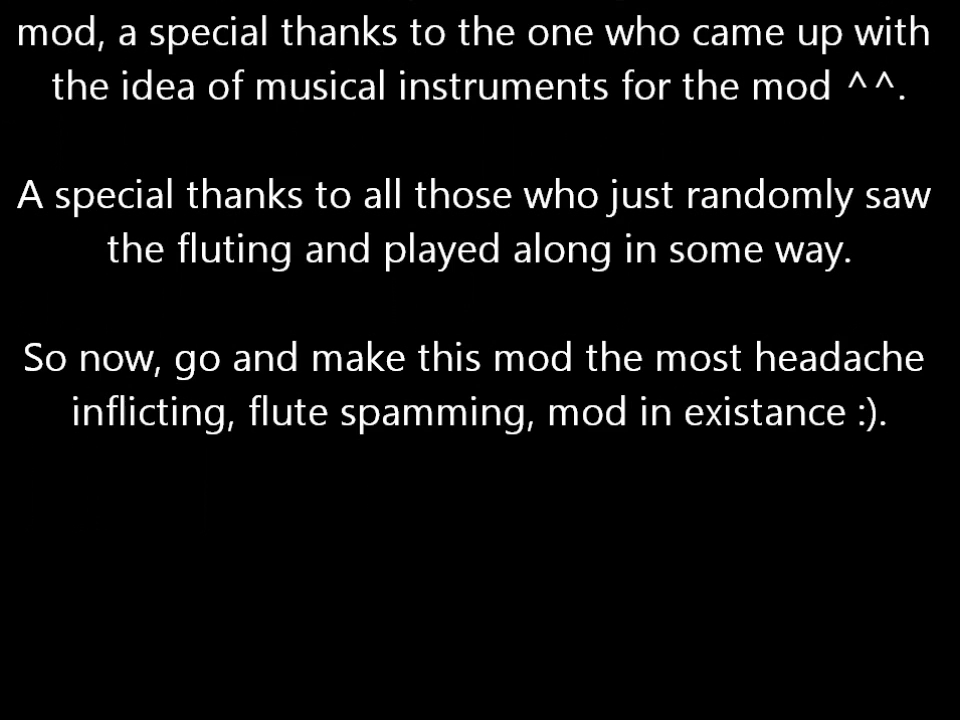 mod, a special thanks to the one who came up with
the idea of musical instruments for the mod ^^.
A special thanks to all those who just randomly saw
the fluting and played along in some way.
So now, go and make this mod the most headache
inflicting, flute spamming, mod in existance :).